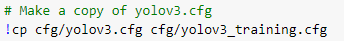 # Make a copy of yolov3.cfg
!cp cfg/yolov3.cfg cfg/yolov3_training.cfg